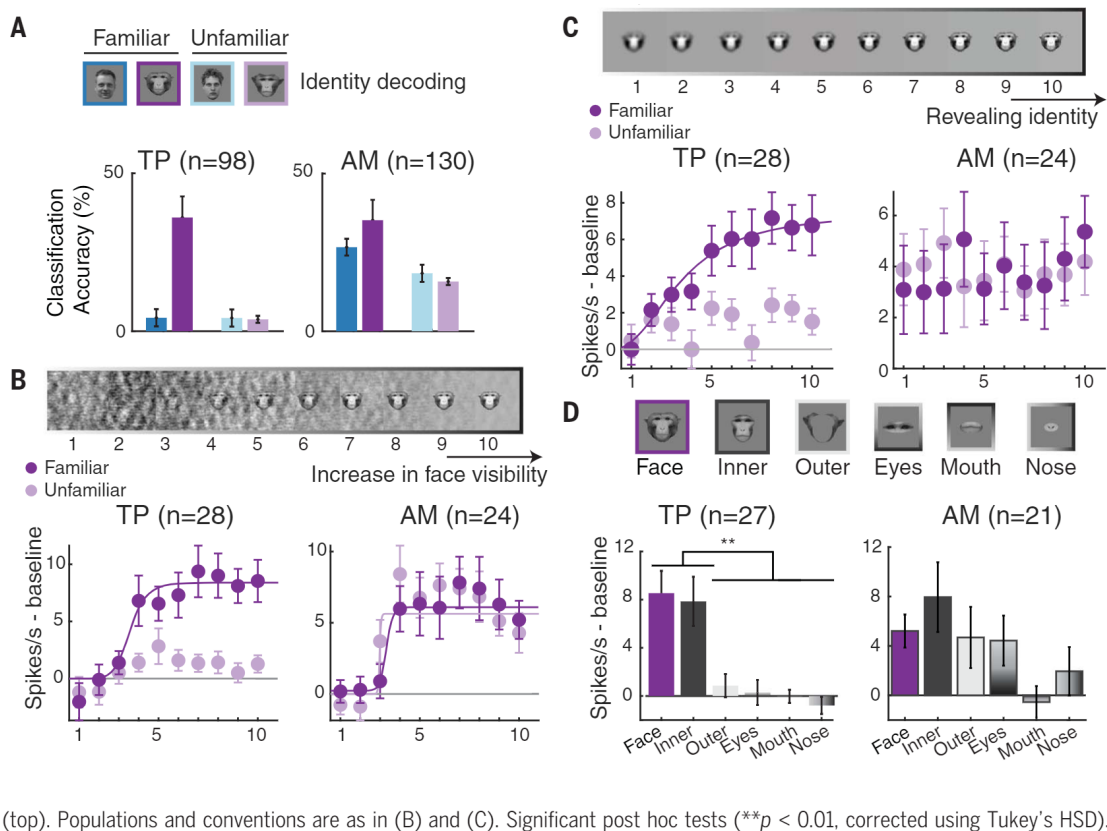 A
Familiar Unfamiliar
Identity decoding
TP (n=98) AM (n=130)
Classification
Accuracy (%)
50
0
50
0
B
1 2 3 4 5 6 7 8 9 10
Increase in face visibility
Familiar
Unfamiliar
TP (n=28) AM (n=24)
Spikes/s - baseline
10
5
0
1 5 10
10
5
0
1 5 10
C
1 2 3 4 5 6 7 8 9 10
Revealing identity
Familiar
Unfamiliar
TP (n=28) AM (n=24)
Spikes/s - baseline
8
6
4
2
0
1 5 10
6
4
2
0
1 5 10
D
Face Inner Outer Eyes Mouth Nose
TP (n=27) AM (n=21)
Spikes/s - baseline
12
8
4
0
**
Face Inner Outer Eyes Mouth Nose
12
8
4
0
Face Inner Outer Eyes Mouth Nose
(top). Populations and conventions are as in (B) and (C). Significant post hoc tests (**p < 0.01, corrected using Tukey's HSD).